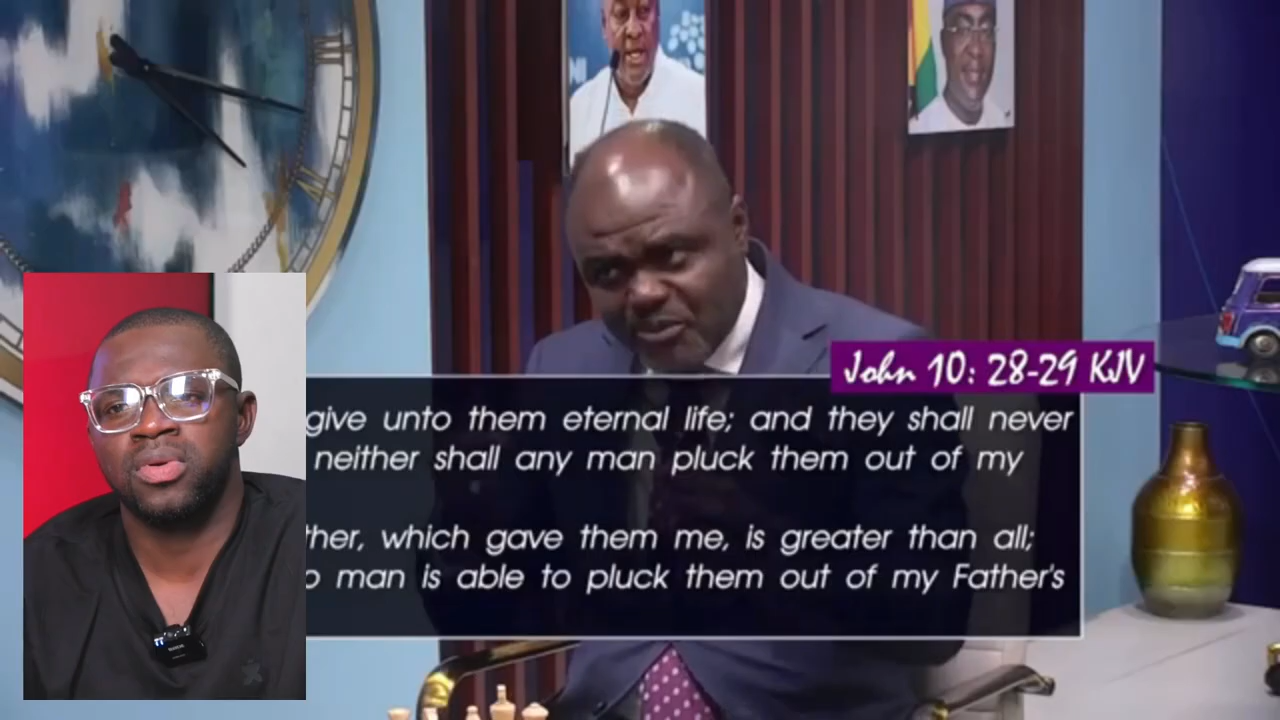 John 10: 28-29 KJV
give unto them eternal life; and they shall never
neither shall any man pluck them out of my
ther, which gave them me, is greater than all;
man is able to pluck them out of my Father's